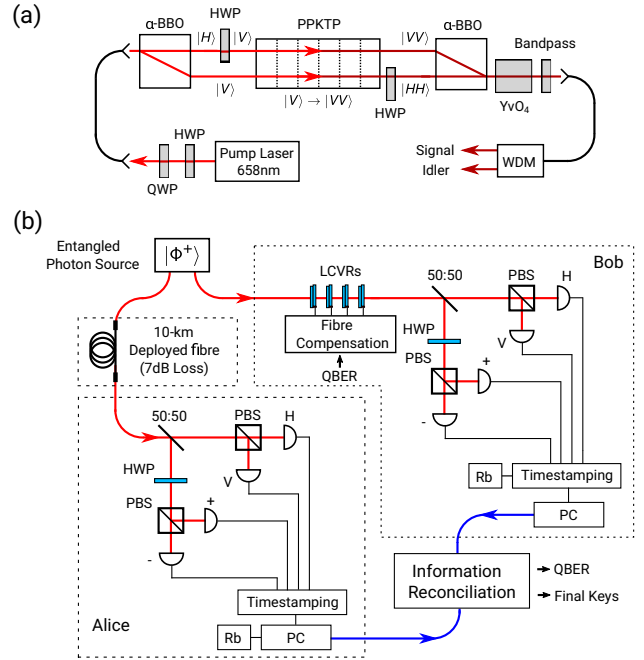 (a)
α-BBO
HWP
PPKTP
α-BBO
|H⟩
|V⟩
|VV⟩
Bandpass
|V⟩
|V⟩ → |VV⟩
|HH⟩
HWP
YvO₄
HWP
Pump Laser
658nm
QWP
Signal
Idler
WDM
(b)
Entangled
Photon Source
|Φ⁺⟩
Bob
LCVRs
50:50
PBS
H
10-km
Deployed fibre
(7dB Loss)
Fibre
Compensation
HWP
V
QBER
PBS
+
-
50:50
PBS
H
HWP
V
PBS
+
-
Rb
Timestamping
PC
Information
Reconciliation
QBER
Final Keys
Timestamping
Alice
Rb
PC